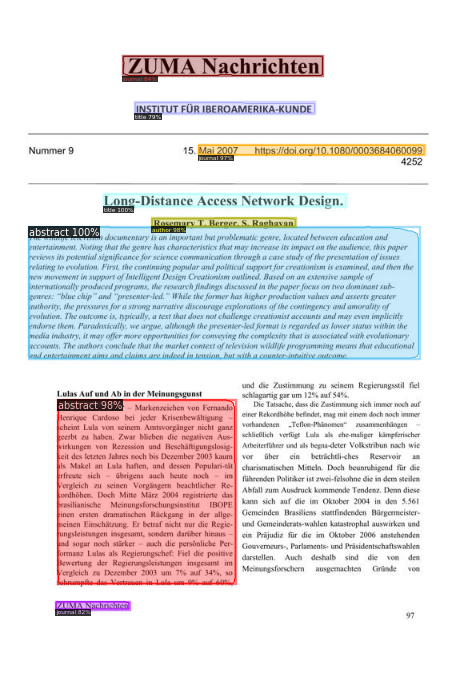 ZUMA Nachrichten
journal 84%
INSTITUT FÜR IBEROAMERIKA-KUNDE
title 79%
Nummer 9 15. Mai 2007 https://doi.org/10.1080/0003684060099
journal 97%
4252
Long-Distance Access Network Design.
title 100%
Rosemary T. Berger, S. Raghavan
author 98%
abstract 100%
documentary is an important but problematic genre, located between education and
entertainment. Noting that the genre has characteristics that may increase its impact on the audience, this paper
reviews its potential significance for science communication through a case study of the presentation of issues
relating to evolution. First, the continuing popular and political support for creationism is examined, and then the
new movement in support of Intelligent Design Creationism outlined. Based on an extensive sample of
internationally produced programs, the research findings discussed in the paper focus on two dominant sub-
genres: “blue chip” and “presenter-led.” While the former has higher production values and asserts greater
authority, the pressures for a strong narrative discourage explorations of the contingency and amorality of
evolution. The outcome is, typically, a text that does not challenge creationist accounts and may even implicitly
endorse them. Paradoxically, we argue, although the presenter-led format is regarded as lower status within the
media industry, it may offer more opportunities for conveying the complexity that is associated with evolutionary
accounts. The authors conclude that the market context of television wildlife programming means that educational
and entertainment aims and claims are indeed in tension, but with a counter-intuitive outcome.
Lulas Auf und Ab in der Meinungsgunst
abstract 98%
– Markenzeichen von Fernando
Henrique Cardoso bei jeder Krisenbewältigung –
scheint Lula von seinem Amtsvorgänger nicht ganz
geerbt zu haben. Zwar blieben die negativen Aus-
wirkungen von Rezession und Beschäftigungslosig-
keit des letzten Jahres noch bis Dezember 2003 kaum
als Makel an Lula haften, und dessen Populari-tät
erfreute sich – übrigens auch heute noch – im
Vergleich zu seinen Vorgängern beachtlicher Re-
kordhöhen. Doch Mitte März 2004 registrierte das
brasilianische Meinungsforschungsinstitut IBOPE
einen ersten dramatischen Rückgang in der allge-
meinen Einschätzung. Er betraf nicht nur die Regie-
rungsleistungen insgesamt, sondern darüber hinaus –
und sogar noch stärker – auch die persönliche Per-
formanz Lulas als Regierungschef: Fiel die positive
Bewertung der Regierungsleistungen insgesamt im
Vergleich zu Dezember 2003 um 7% auf 34%, so
schrumpfte das Vertrauen in Lula um 9% auf 60%,
und die Zustimmung zu seinem Regierungsstil fiel
schlagartig gar um 12% auf 54%.
Die Tatsache, dass die Zustimmung sich immer noch auf
einer Rekordhöhe befindet, mag mit einem doch noch immer
vorhandenen „Teflon-Phänomen“ zusammenhängen –
schließlich verfügt Lula als ehe-maliger kämpferischer
Arbeiterführer und als begna-deter Volkstribun nach wie
vor über ein beträchtli-ches Reservoir an
charismatischen Mitteln. Doch beunruhigend für die
führenden Politiker ist zwei-felsohne die in dem steilen
Abfall zum Ausdruck kommende Tendenz. Denn diese
kann sich auf die im Oktober 2004 in den 5.561
Gemeinden Brasiliens stattfindenden Bürgermeister-
und Gemeinderats-wahlen katastrophal auswirken und
ein Präjudiz für die im Oktober 2006 anstehenden
Gouverneurs-, Parlaments- und Präsidentschaftswahlen
darstellen. Auch deshalb sind die von den
Meinungsforschern ausgemachten Gründe von
ZUMA Nachrichten
journal 82%
97